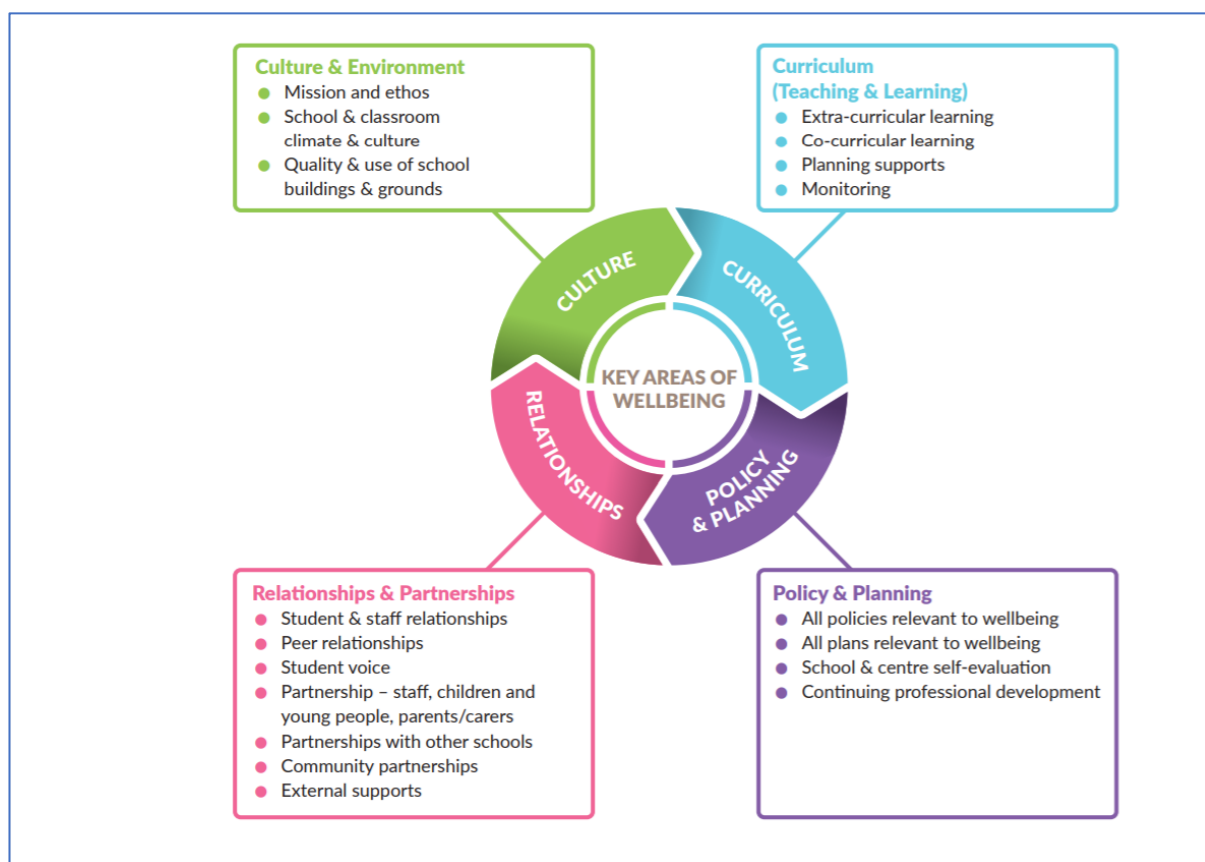 Culture & Environment
Mission and ethos
School & classroom
climate & culture
Quality & use of school
buildings & grounds
Curriculum
(Teaching & Learning)
Extra-curricular learning
Co-curricular learning
Planning supports
Monitoring
CULTURE
CURRICULUM
KEY AREAS OF
WELLBEING
RELATIONSHIPS
POLICY
& PLANNING
Relationships & Partnerships
Student & staff relationships
Peer relationships
Student voice
Partnership – staff, children and
young people, parents/carers
Partnerships with other schools
Community partnerships
External supports
Policy & Planning
All policies relevant to wellbeing
All plans relevant to wellbeing
School & centre self-evaluation
Continuing professional development